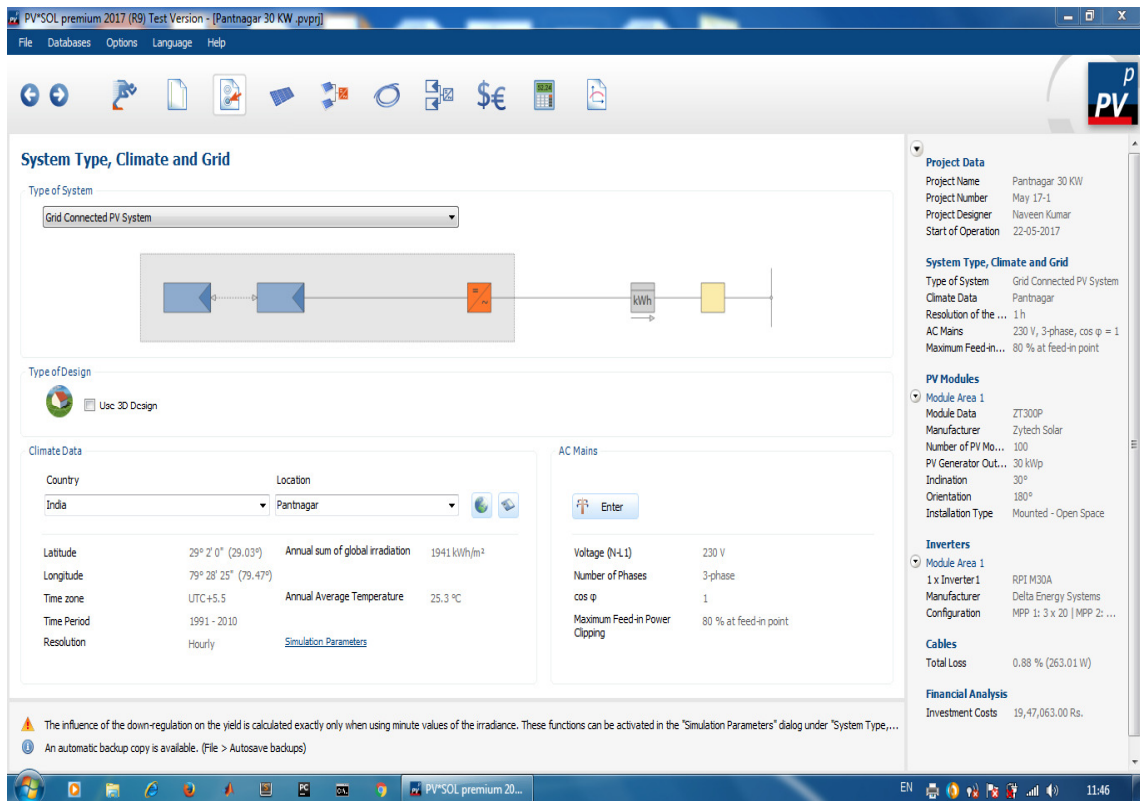 PV*SOL premium 2017 (R9) Test Version - [Pantnagar 30 KW .pvprj]
File Databases Options Language Help
$€
p
PV
System Type, Climate and Grid
Type of System
Grid Connected PV System
kWh
Type of Design
Use 3D Design
Climate Data
Country Location
India Pantnagar
Latitude 29° 2' 0" (29.03°) Annual sum of global irradiation 1941 kWh/m²
Longitude 79° 28' 25" (79.47°)
Time zone UTC+5.5 Annual Average Temperature 25.3 °C
Time Period 1991 - 2010
Resolution Hourly Simulation Parameters
AC Mains
Enter
Voltage (N-L1) 230 V
Number of Phases 3-phase
cos φ 1
Maximum Feed-in Power Clipping 80 % at feed-in point
Project Data
Project Name Pantnagar 30 KW
Project Number May 17-1
Project Designer Naveen Kumar
Start of Operation 22-05-2017
System Type, Climate and Grid
Type of System Grid Connected PV System
Climate Data Pantnagar
Resolution of the ... 1 h
AC Mains 230 V, 3-phase, cos φ = 1
Maximum Feed-in... 80 % at feed-in point
PV Modules
Module Area 1
Module Data ZT300P
Manufacturer Zytech Solar
Number of PV Mo... 100
PV Generator Out... 30 kWp
Inclination 30°
Orientation 180°
Installation Type Mounted - Open Space
Inverters
Module Area 1
1 x Inverter1 RPI M30A
Manufacturer Delta Energy Systems
Configuration MPP 1: 3 x 20 | MPP 2: ...
Cables
Total Loss 0.88 % (263.01 W)
Financial Analysis
Investment Costs 19,47,063.00 Rs.
The influence of the down-regulation on the yield is calculated exactly only when using minute values of the irradiance. These functions can be activated in the "Simulation Parameters" dialog under "System Type,...
An automatic backup copy is available. (File > Autosave backups)
PV*SOL premium 20...
EN 11:46